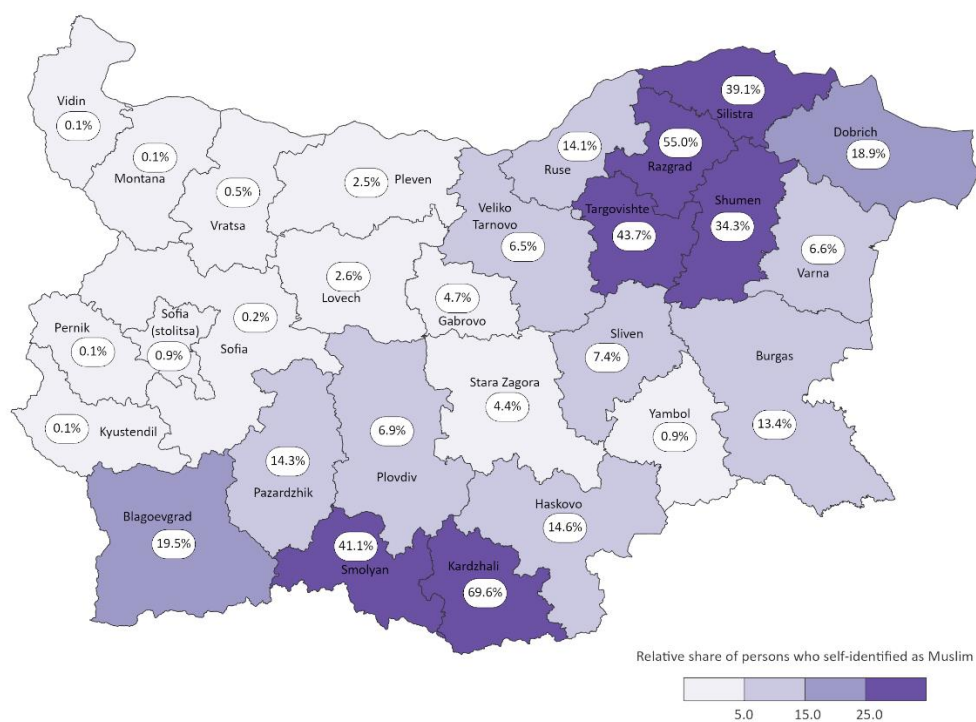 39.1%
Silistra
Vidin
0.1%
Dobrich
18.9%
14.1%
Ruse
55.0%
Razgrad
0.1%
Montana
2.5%
Pleven
0.5%
Vratsa
Veliko
Tarnovo
6.5%
Targovishte
43.7%
Shumen
34.3%
6.6%
Varna
2.6%
Lovech
4.7%
Gabrovo
Sofia
(stolitsa)
0.9%
0.2%
Sofia
Pernik
0.1%
Sliven
7.4%
Burgas
13.4%
Stara Zagora
4.4%
Yambol
0.9%
0.1%
Kyustendil
6.9%
Plovdiv
14.3%
Pazardzhik
Haskovo
14.6%
Blagoevgrad
19.5%
41.1%
Smolyan
Kardzhali
69.6%
Relative share of persons who self-identified as Muslim
5.0 15.0 25.0